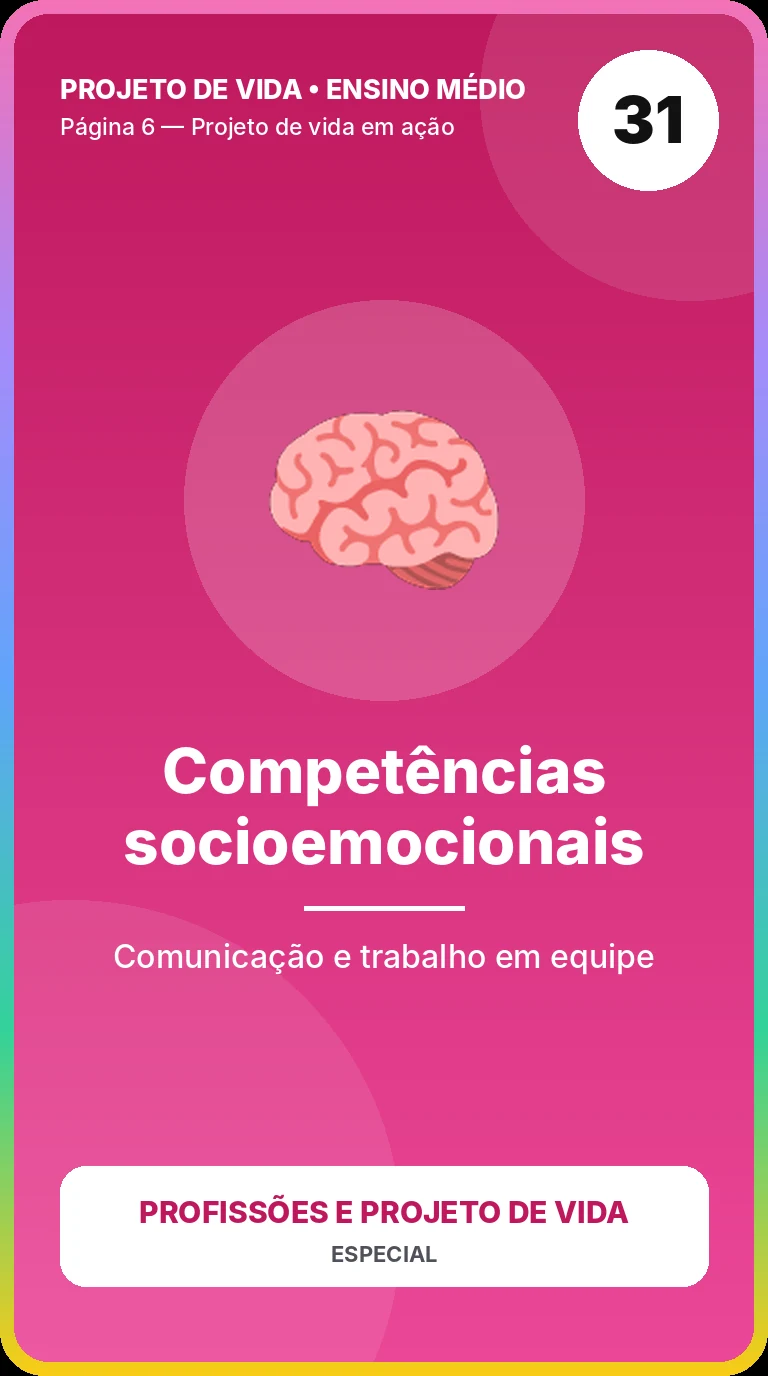 PROJETO DE VIDA • ENSINO MÉDIO
Página 6 — Projeto de vida em ação
31
Competências
socioemocionais
Comunicação e trabalho em equipe
PROFISSÕES E PROJETO DE VIDA
ESPECIAL